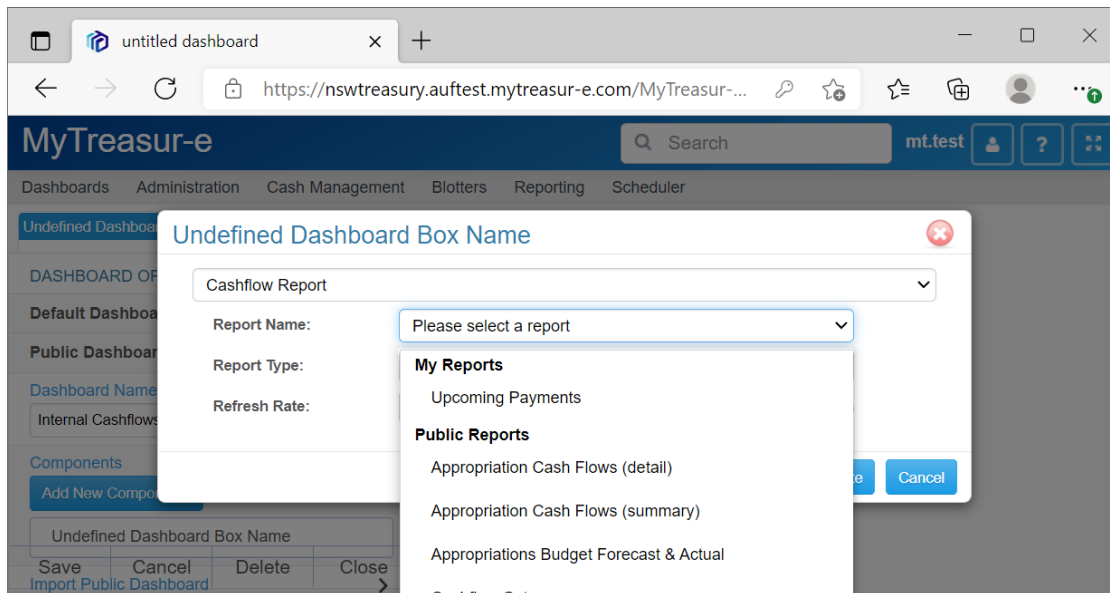 untitled dashboard
https://nswtreasury.auftest.mytreasur-e.com/MyTreasur-...
MyTreasur-e
Search
mt.test
?
Dashboards Administration Cash Management Blotters Reporting Scheduler
Undefined Dashboa
Undefined Dashboard Box Name
DASHBOARD OF
Cashflow Report
Default Dashboa
Report Name:
Please select a report
Public Dashboar
Report Type:
My Reports
Dashboard Name
Refresh Rate:
Upcoming Payments
Internal Cashflows
Public Reports
Components
Appropriation Cash Flows (detail)
Cancel
Add New Compo
Appropriation Cash Flows (summary)
Undefined Dashboard Box Name
Appropriations Budget Forecast & Actual
Save Cancel Delete Close
Import Public Dashboard